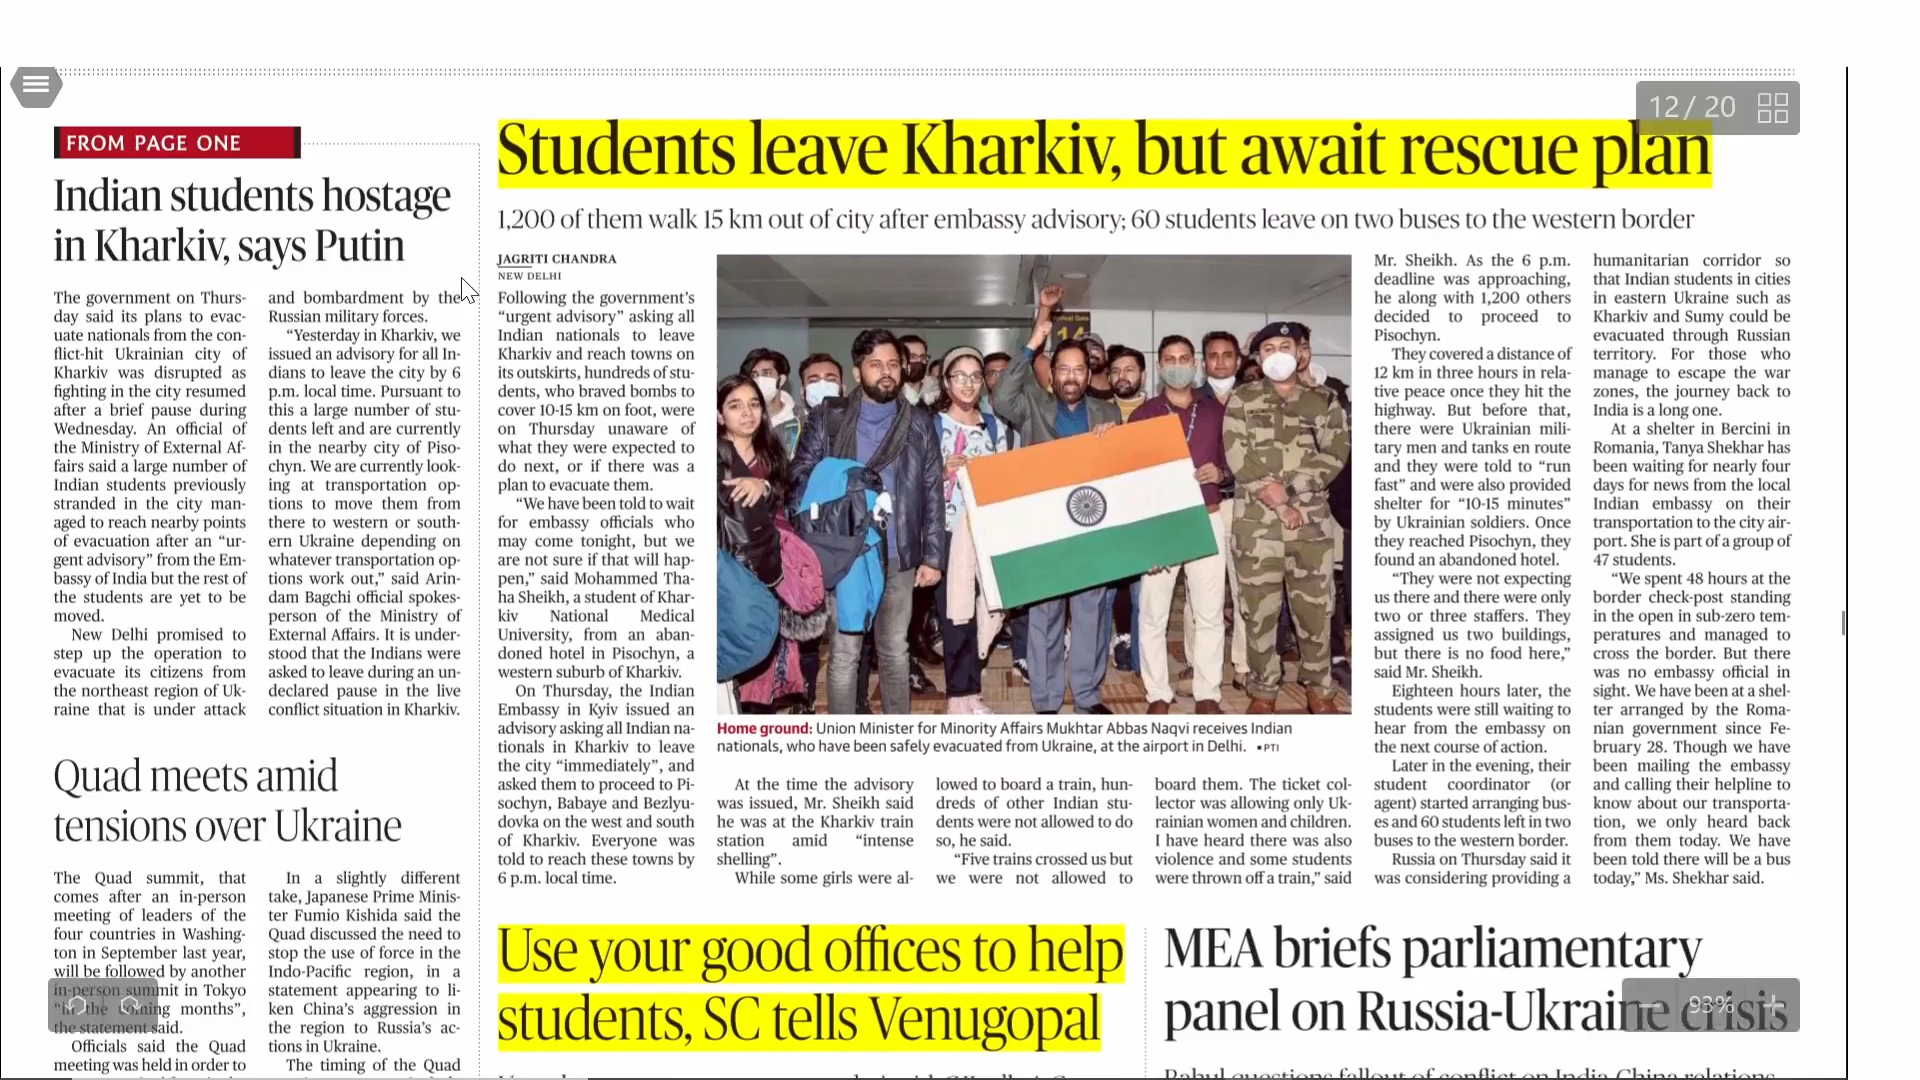 12 / 20
FROM PAGE ONE
Indian students hostage
in Kharkiv, says Putin
The government on Thurs-
day said its plans to evac-
uate nationals from the con-
flict-hit Ukrainian city of
Kharkiv was disrupted as
fighting in the city resumed
after a brief pause during
Wednesday. An official of
the Ministry of External Af-
fairs said a large number of
Indian students previously
stranded in the city man-
aged to reach nearby points
of evacuation after an “ur-
gent advisory” from the Em-
bassy of India but the rest of
the students are yet to be
moved.
New Delhi promised to
step up the operation to
evacuate its citizens from
the northeast region of Uk-
raine that is under attack
and bombardment by the
Russian military forces.
“Yesterday in Kharkiv, we
issued an advisory for all In-
dians to leave the city by 6
p.m. local time. Pursuant to
this a large number of stu-
dents left and are currently
in the nearby city of Piso-
chyn. We are currently look-
ing at transportation op-
tions to move them from
there to western or south-
ern Ukraine depending on
whatever transportation op-
tions work out,” said Arin-
dam Bagchi official spokes-
person of the Ministry of
External Affairs. It is under-
stood that the Indians were
asked to leave during an un-
declared pause in the live
conflict situation in Kharkiv.
Quad meets amid
tensions over Ukraine
The Quad summit, that
comes after an in-person
meeting of leaders of the
four countries in Washing-
ton in September last year,
will be followed by another
in-person summit in Tokyo
“in the coming months”,
the statement said.
Officials said the Quad
meeting was held in order to
In a slightly different
take, Japanese Prime Minis-
ter Fumio Kishida said the
Quad discussed the need to
stop the use of force in the
Indo-Pacific region, in a
statement appearing to li-
ken China’s aggression in
the region to Russia’s ac-
tions in Ukraine.
The timing of the Quad
Students leave Kharkiv, but await rescue plan
1,200 of them walk 15 km out of city after embassy advisory; 60 students leave on two buses to the western border
JAGRITI CHANDRA
NEW DELHI
Following the government’s
“urgent advisory” asking all
Indian nationals to leave
Kharkiv and reach towns on
its outskirts, hundreds of stu-
dents, who braved bombs to
cover 10-15 km on foot, were
on Thursday unaware of
what they were expected to
do next, or if there was a
plan to evacuate them.
“We have been told to wait
for embassy officials who
may come tonight, but we
are not sure if that will hap-
pen,” said Mohammed Tha-
ha Sheikh, a student of Khar-
kiv National Medical
University, from an aban-
doned hotel in Pisochyn, a
western suburb of Kharkiv.
On Thursday, the Indian
Embassy in Kyiv issued an
advisory asking all Indian na-
tionals in Kharkiv to leave
the city “immediately”, and
asked them to proceed to Pi-
sochyn, Babaye and Bezlyu-
dovka on the west and south
of Kharkiv. Everyone was
told to reach these towns by
6 p.m. local time.
Arrival Gate
14
Home ground: Union Minister for Minority Affairs Mukhtar Abbas Naqvi receives Indian
nationals, who have been safely evacuated from Ukraine, at the airport in Delhi. ▪PTI
At the time the advisory
was issued, Mr. Sheikh said
he was at the Kharkiv train
station amid “intense
shelling”.
While some girls were al-
lowed to board a train, hun-
dreds of other Indian stu-
dents were not allowed to do
so, he said.
“Five trains crossed us but
we were not allowed to
board them. The ticket col-
lector was allowing only Uk-
rainian women and children.
I have heard there was also
violence and some students
were thrown off a train,” said
Mr. Sheikh. As the 6 p.m.
deadline was approaching,
he along with 1,200 others
decided to proceed to
Pisochyn.
They covered a distance of
12 km in three hours in rela-
tive peace once they hit the
highway. But before that,
there were Ukrainian mili-
tary men and tanks en route
and they were told to “run
fast” and were also provided
shelter for “10-15 minutes”
by Ukrainian soldiers. Once
they reached Pisochyn, they
found an abandoned hotel.
“They were not expecting
us there and there were only
two or three staffers. They
assigned us two buildings,
but there is no food here,”
said Mr. Sheikh.
Eighteen hours later, the
students were still waiting to
hear from the embassy on
the next course of action.
Later in the evening, their
student coordinator (or
agent) started arranging bus-
es and 60 students left in two
buses to the western border.
Russia on Thursday said it
was considering providing a
humanitarian corridor so
that Indian students in cities
in eastern Ukraine such as
Kharkiv and Sumy could be
evacuated through Russian
territory. For those who
manage to escape the war
zones, the journey back to
India is a long one.
At a shelter in Bercini in
Romania, Tanya Shekhar has
been waiting for nearly four
days for news from the local
Indian embassy on their
transportation to the city air-
port. She is part of a group of
47 students.
“We spent 48 hours at the
border check-post standing
in the open in sub-zero tem-
peratures and managed to
cross the border. But there
was no embassy official in
sight. We have been at a shel-
ter arranged by the Roma-
nian government since Fe-
bruary 28. Though we have
been mailing the embassy
and calling their helpline to
know about our transporta-
tion, we only heard back
from them today. We have
been told there will be a bus
today,” Ms. Shekhar said.
Use your good offices to help
students, SC tells Venugopal
MEA briefs parliamentary
panel on Russia-Ukraine crisis
93%
Rahul questions fallout of conflict on India-China relations